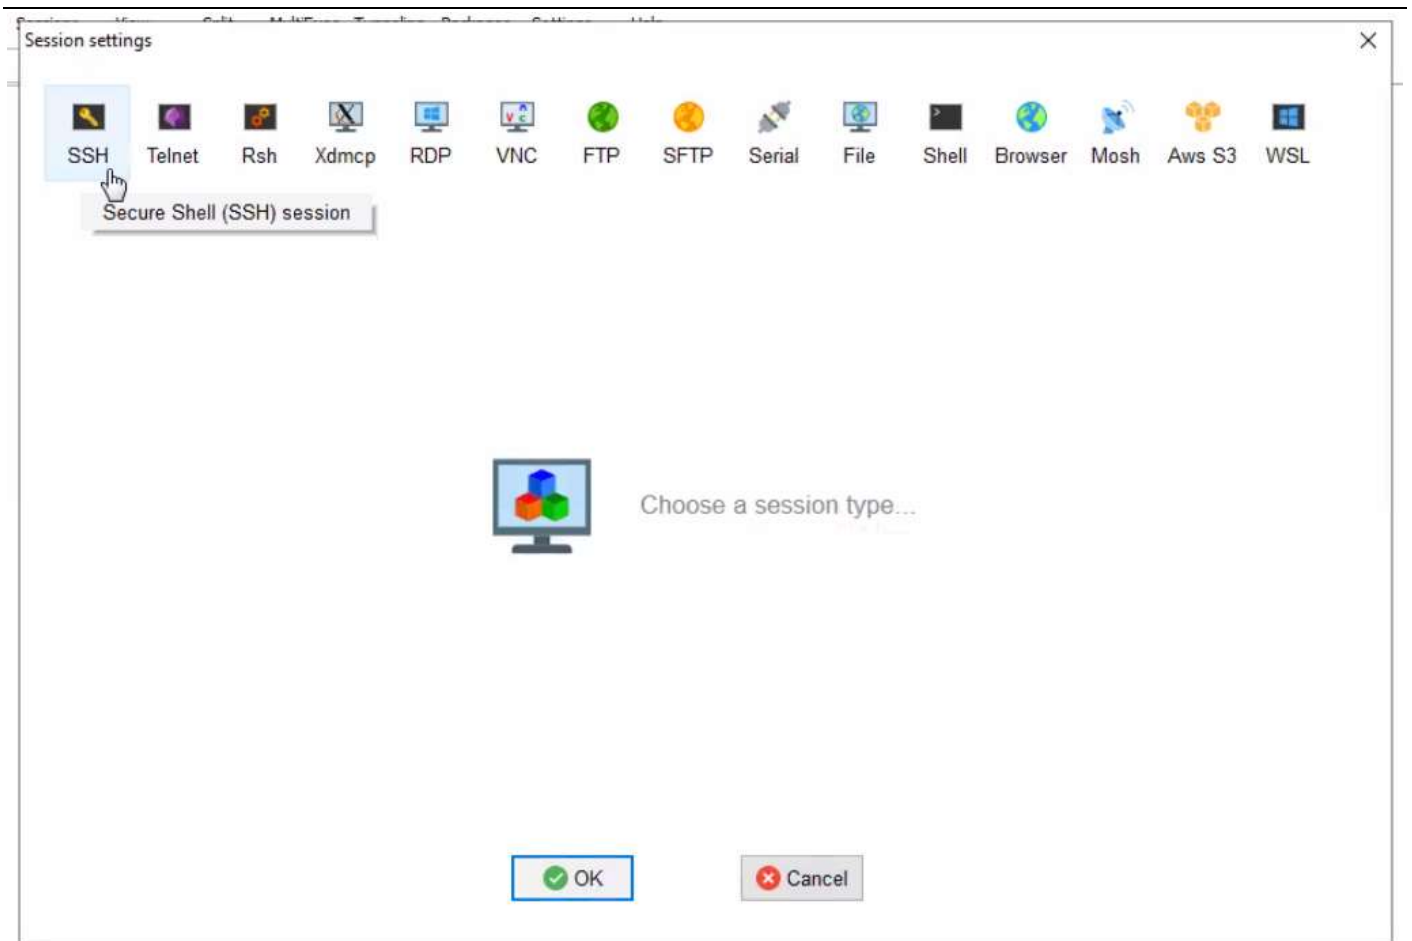 Session settings
SSH Telnet Rsh Xdmcp RDP VNC FTP SFTP Serial File Shell Browser Mosh Aws S3 WSL
Secure Shell (SSH) session
Choose a session type...
OK Cancel